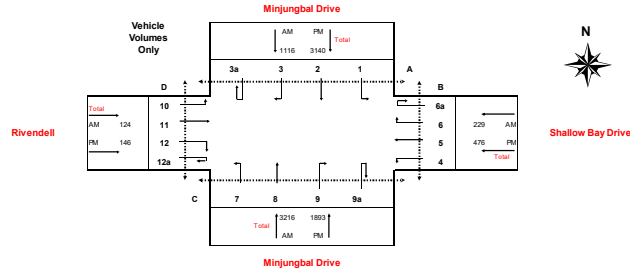 Minjungbal Drive
Vehicle
Volumes
Only
AM PM
Total
1116 3140
N
3a 3 2 1 A
D B
Total
10 6a
AM 124 11 6 229 AM
Rivendell Shallow Bay Drive
PM 146 12 5 476 PM
Total
12a 4
C 7 8 9 9a
3216 1893
Total
AM PM
Minjungbal Drive